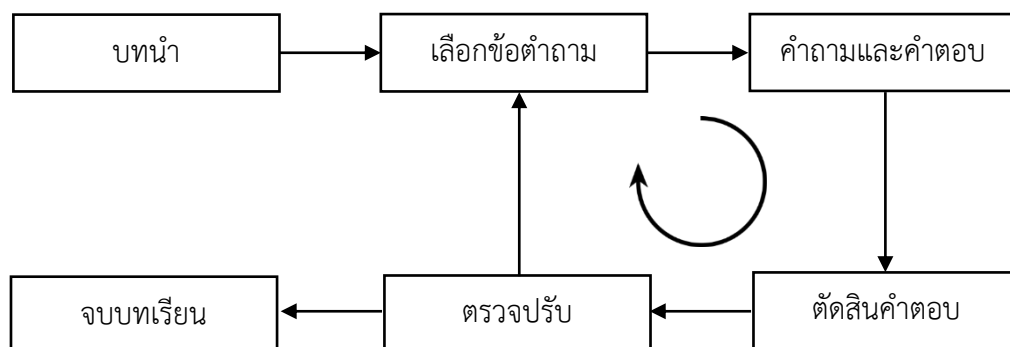 บทนำ
เลือกข้อตำถาม
คำถามและคำตอบ
จบบทเรียน
ตรวจปรับ
ตัดสินคำตอบ